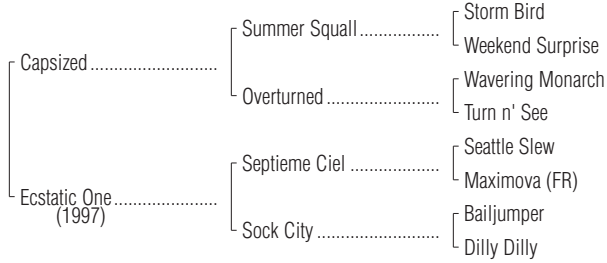 Storm Bird
Summer Squall..................
Weekend Surprise
Capsized.............................
Wavering Monarch
Overturned.........................
Turn n' See
Seattle Slew
Septieme Ciel ....................
Maximova (FR)
Ecstatic One.......................
(1997)
Bailjumper
Sock City ...........................
Dilly Dilly